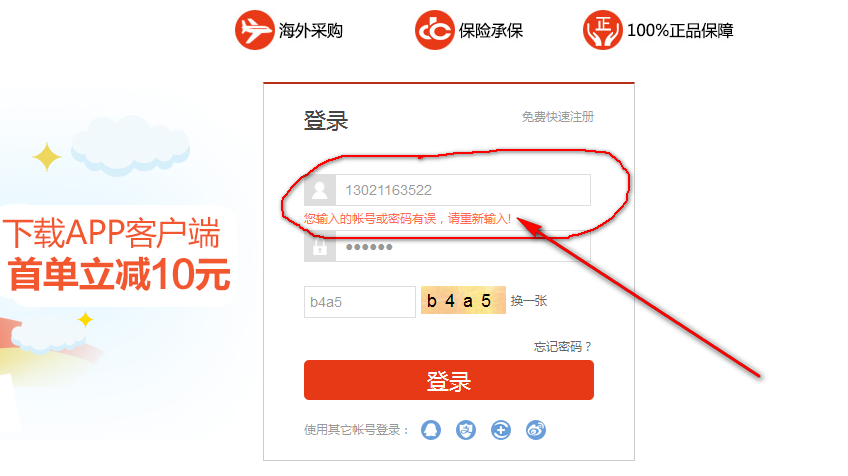 海外采购
保险承保
正
100%正品保障
登录
免费快速注册
13021163522
您输入的帐号或密码有误，请重新输入!
●●●●●●
下载APP客户端
首单立减10元
b4a5
b 4 a 5
换一张
忘记密码？
登录
使用其它帐号登录：